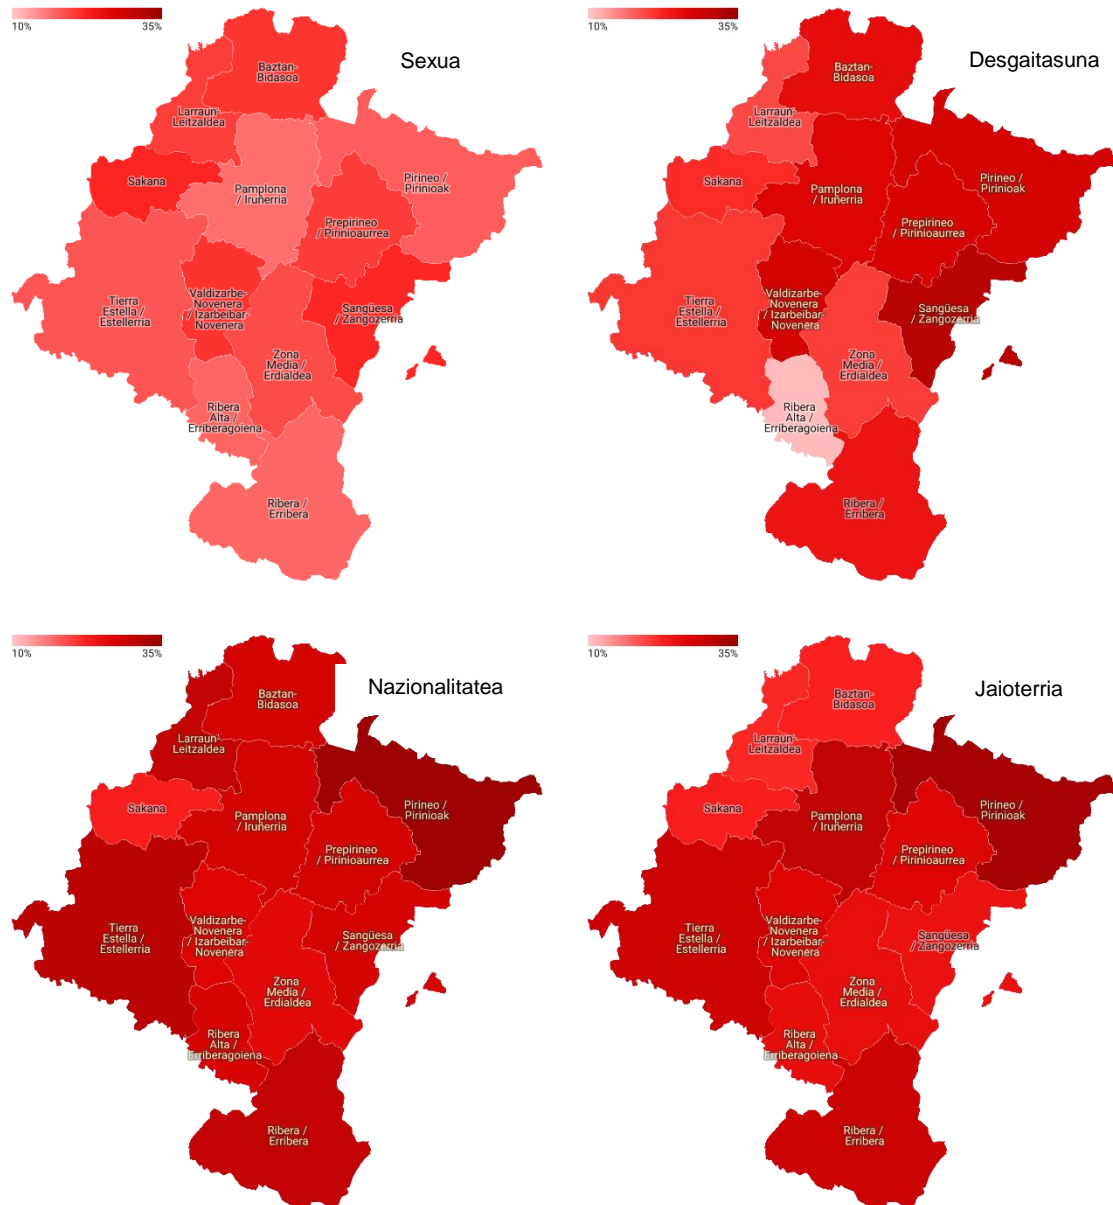 10%
35%
Sexua
Baztan-
Bidasoa
Larraun-
Leitzaldea
Sakana
Pamplona
/ Iruñerria
Pirineo /
Pirinioak
Prepirineo
/ Pirinioaurrea
Tierra
Estella /
Estellerria
Valdizarbe-
Novenera
/ Izarbeibar-
Novenera
Sangüesa
/ Zangozerria
Zona
Media /
Erdialdea
Ribera
Alta /
Erriberagoiena
Ribera /
Erribera
10%
35%
Desgaitasuna
Baztan-
Bidasoa
Larraun-
Leitzaldea
Sakana
Pamplona
/ Iruñerria
Pirineo /
Pirinioak
Prepirineo
/ Pirinioaurrea
Tierra
Estella /
Estellerria
Valdizarbe-
Novenera
/ Izarbeibar-
Novenera
Sangüesa
/ Zangozerria
Zona
Media /
Erdialdea
Ribera
Alta /
Erriberagoiena
Ribera /
Erribera
10%
35%
Nazionalitatea
Baztan-
Bidasoa
Larraun-
Leitzaldea
Sakana
Pamplona
/ Iruñerria
Pirineo /
Pirinioak
Prepirineo
/ Pirinioaurrea
Tierra
Estella /
Estellerria
Valdizarbe-
Novenera
/ Izarbeibar-
Novenera
Sangüesa
/ Zangozerria
Zona
Media /
Erdialdea
Ribera
Alta /
Erriberagoiena
Ribera /
Erribera
10%
35%
Jaioterria
Baztan-
Bidasoa
Larraun-
Leitzaldea
Sakana
Pamplona
/ Iruñerria
Pirineo /
Pirinioak
Prepirineo
/ Pirinioaurrea
Tierra
Estella /
Estellerria
Valdizarbe-
Novenera
/ Izarbeibar-
Novenera
Sangüesa
/ Zangozerria
Zona
Media /
Erdialdea
Ribera
Alta /
Erriberagoiena
Ribera /
Erribera